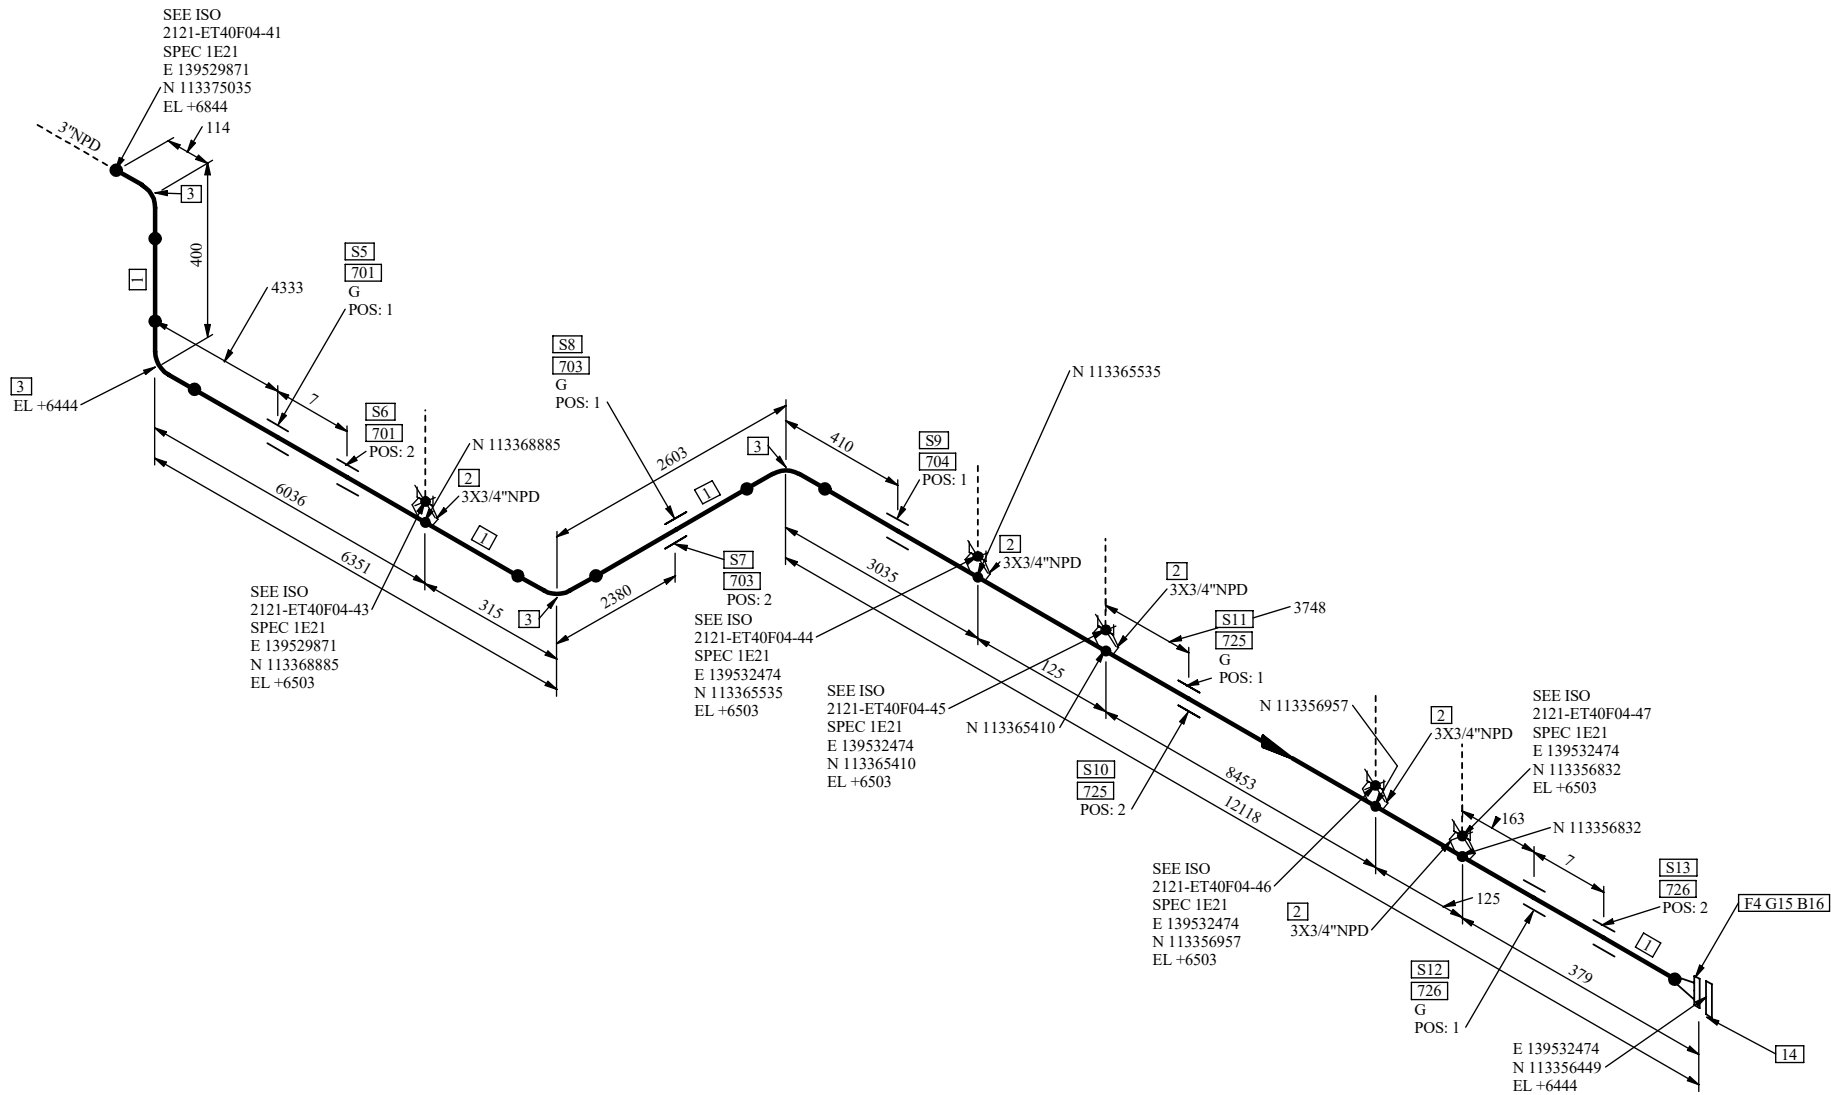 SEE ISO
2121-ET40F04-41
SPEC 1E21
E 139529871
N 113375035
EL +6844
3"NPD
114
3
400
1
S5
701
G
POS: 1
4333
7
3
EL +6444
S6
701
POS: 2
N 113368885
2
3X3/4"NPD
6036
6351
315
1
SEE ISO
2121-ET40F04-43
SPEC 1E21
E 139529871
N 113368885
EL +6503
S8
703
G
POS: 1
2603
3
1
3
2380
S7
703
POS: 2
410
S9
704
POS: 1
N 113365535
2
3X3/4"NPD
3035
SEE ISO
2121-ET40F04-44
SPEC 1E21
E 139532474
N 113365535
EL +6503
2
3X3/4"NPD
3748
S11
725
G
POS: 1
125
SEE ISO
2121-ET40F04-45
SPEC 1E21
E 139532474
N 113365410
EL +6503
N 113365410
S10
725
POS: 2
8453
12118
N 113356957
2
3X3/4"NPD
SEE ISO
2121-ET40F04-47
SPEC 1E21
E 139532474
N 113356832
EL +6503
163
N 113356832
7
SEE ISO
2121-ET40F04-46
SPEC 1E21
E 139532474
N 113356957
EL +6503
125
2
3X3/4"NPD
S13
726
POS: 2
F4 G15 B16
1
379
S12
726
G
POS: 1
E 139532474
N 113356449
EL +6444
14